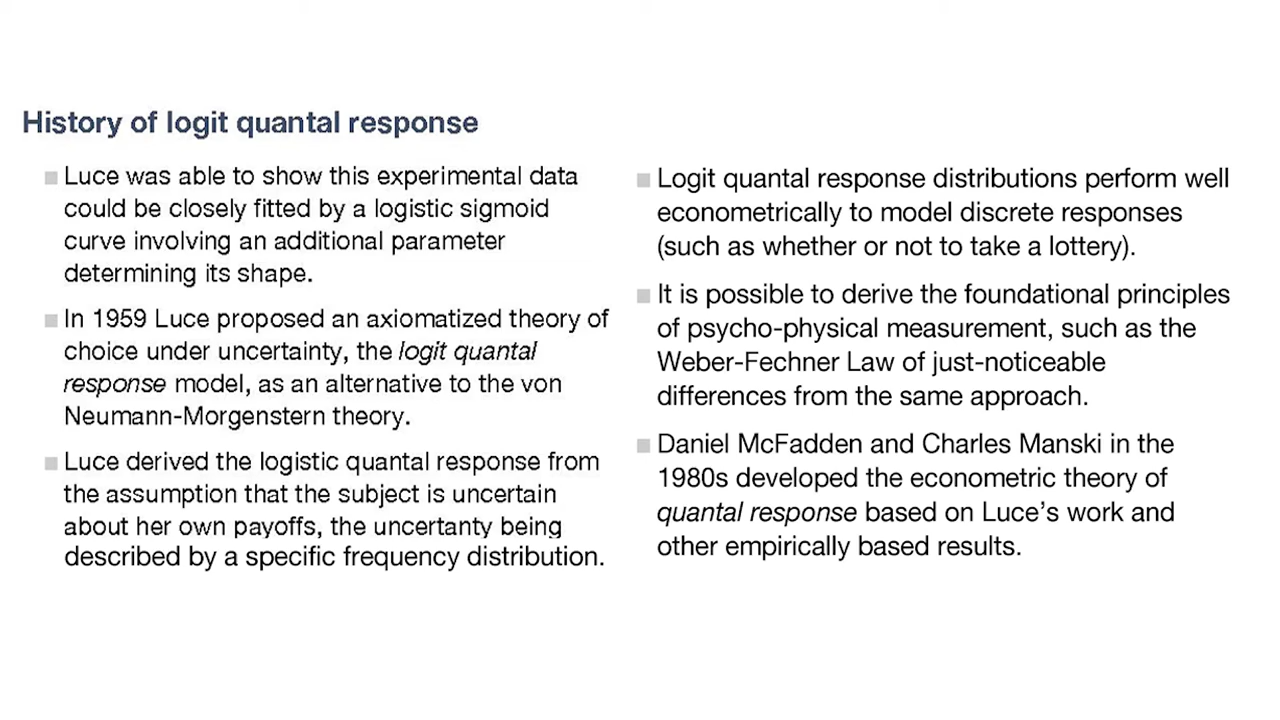 History of logit quantal response
Luce was able to show this experimental data
could be closely fitted by a logistic sigmoid
curve involving an additional parameter
determining its shape.
In 1959 Luce proposed an axiomatized theory of
choice under uncertainty, the logit quantal
response model, as an alternative to the von
Neumann-Morgenstern theory.
Luce derived the logistic quantal response from
the assumption that the subject is uncertain
about her own payoffs, the uncertanty being
described by a specific frequency distribution.
Logit quantal response distributions perform well
econometrically to model discrete responses
(such as whether or not to take a lottery).
It is possible to derive the foundational principles
of psycho-physical measurement, such as the
Weber-Fechner Law of just-noticeable
differences from the same approach.
Daniel McFadden and Charles Manski in the
1980s developed the econometric theory of
quantal response based on Luce's work and
other empirically based results.